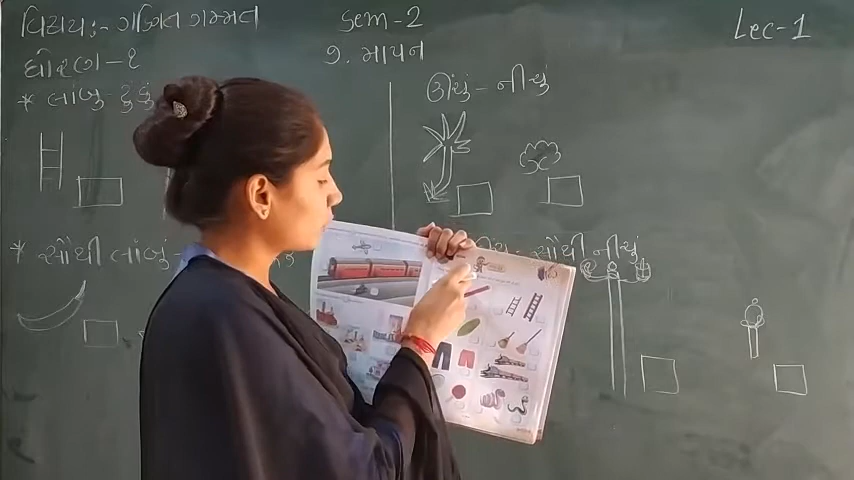 વિષય:- ગણિત ગમ્મત
Sem-2
Lec-1
ધોરણ-૧
૭. માપન
* લાંબુ-ટુંકુ
ઊંચુ-નીચું
* સૌથી લાંબુ
સૌથી નીચું